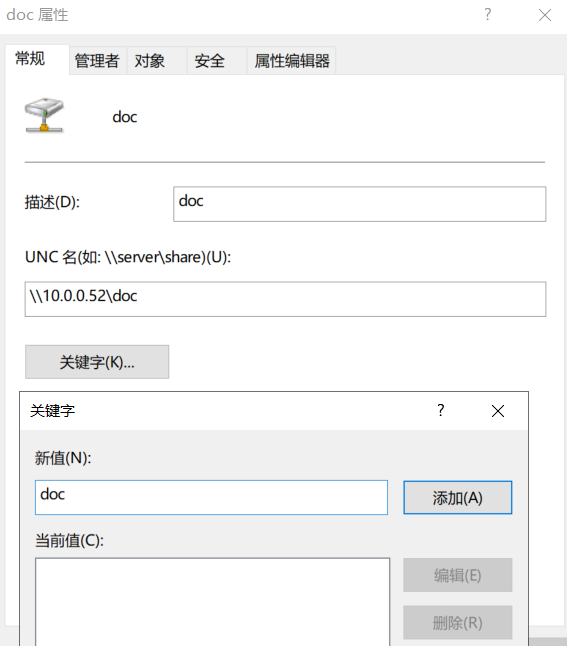 doc 属性
常规 管理者 对象 安全 属性编辑器
doc
描述(D): doc
UNC 名(如: \\server\share)(U):
\\10.0.0.52\doc
关键字(K)...
关键字
新值(N):
doc 添加(A)
当前值(C):
编辑(E)
删除(R)